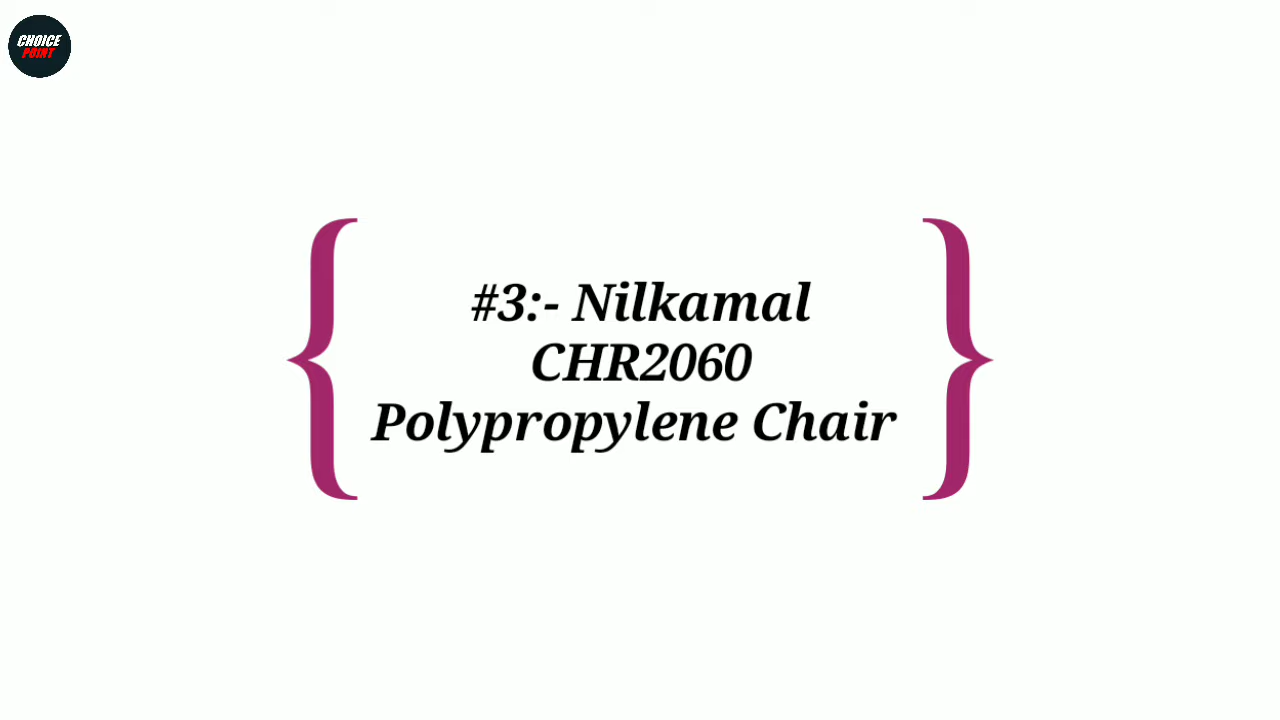 CHOICE
POINT
#3:- Nilkamal
CHR2060
Polypropylene Chair